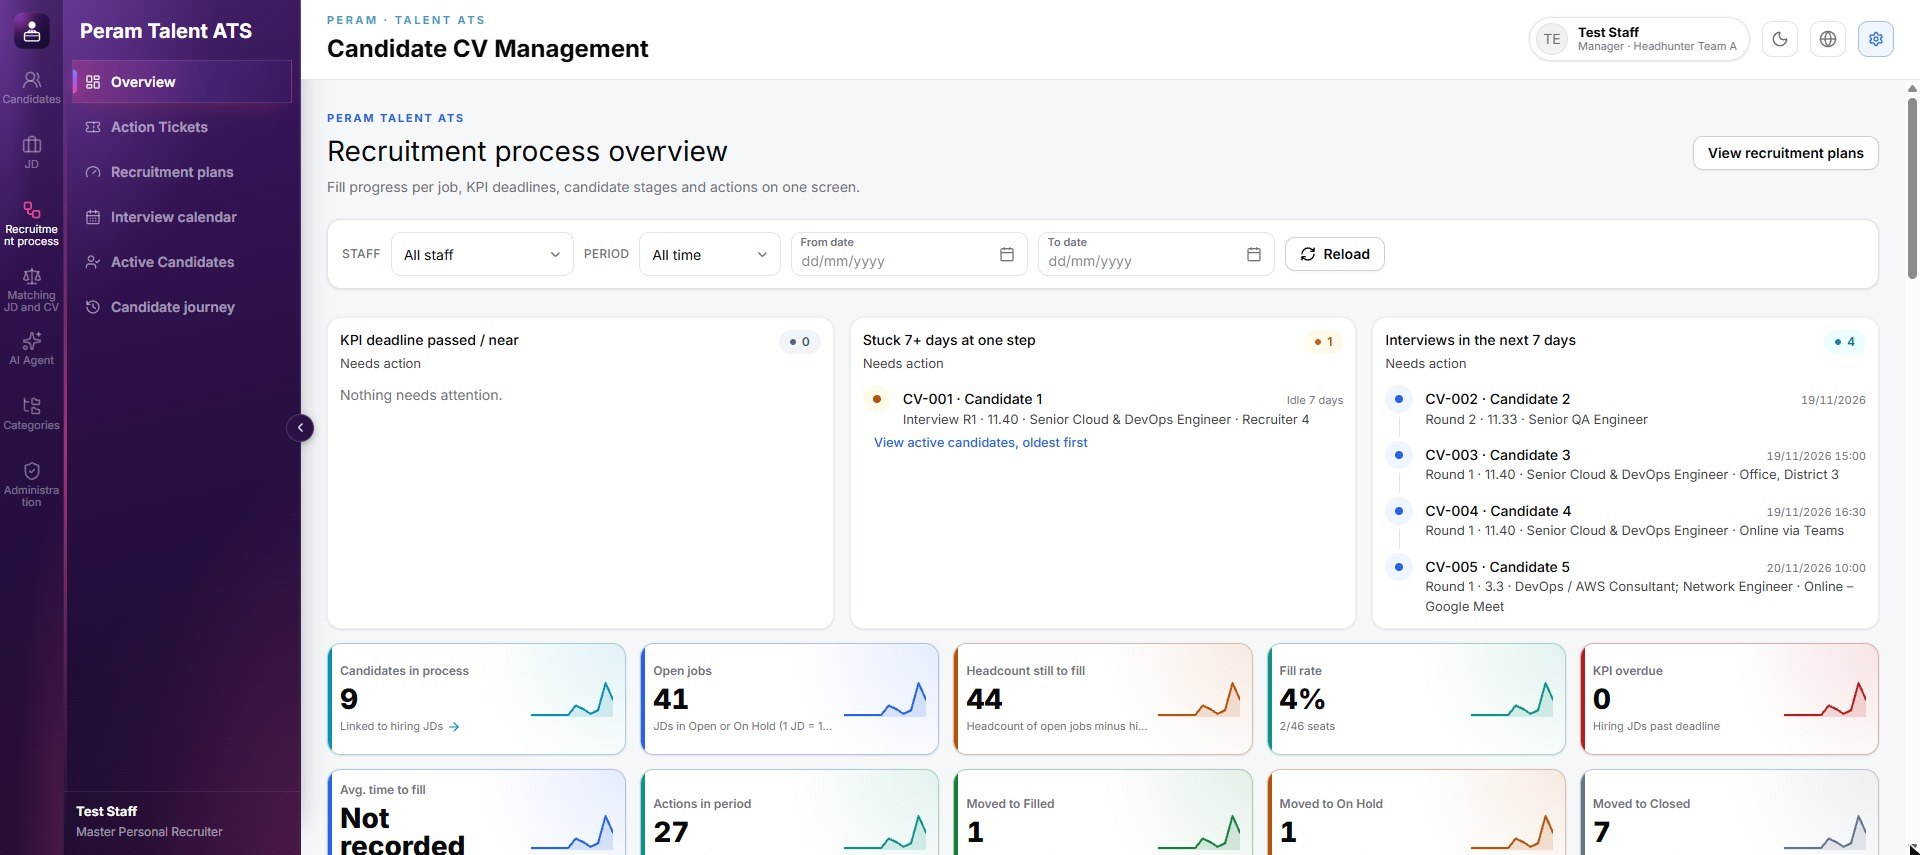 Candidates
JD
Recruitme
nt process
Matching
JD and CV
AI Agent
Categories
Administra
tion
Peram Talent ATS
Overview
Action Tickets
Recruitment plans
Interview calendar
Active Candidates
Candidate journey
Test Staff
Master Personal Recruiter
PERAM · TALENT ATS
Candidate CV Management
TE
Test Staff
Manager · Headhunter Team A
PERAM TALENT ATS
Recruitment process overview
Fill progress per job, KPI deadlines, candidate stages and actions on one screen.
View recruitment plans
STAFF
All staff
PERIOD
All time
From date
dd/mm/yyyy
To date
dd/mm/yyyy
Reload
KPI deadline passed / near
0
Needs action
Nothing needs attention.
Stuck 7+ days at one step
1
Needs action
CV-001 · Candidate 1
Idle 7 days
Interview R1 · 11.40 · Senior Cloud & DevOps Engineer · Recruiter 4
View active candidates, oldest first
Interviews in the next 7 days
4
Needs action
CV-002 · Candidate 2
19/11/2026
Round 2 · 11.33 · Senior QA Engineer
CV-003 · Candidate 3
19/11/2026 15:00
Round 1 · 11.40 · Senior Cloud & DevOps Engineer · Office, District 3
CV-004 · Candidate 4
19/11/2026 16:30
Round 1 · 11.40 · Senior Cloud & DevOps Engineer · Online via Teams
CV-005 · Candidate 5
20/11/2026 10:00
Round 1 · 3.3 · DevOps / AWS Consultant; Network Engineer · Online –
Google Meet
Candidates in process
9
Linked to hiring JDs
Open jobs
41
JDs in Open or On Hold (1 JD = 1...
Headcount still to fill
44
Headcount of open jobs minus hi...
Fill rate
4%
2/46 seats
KPI overdue
0
Hiring JDs past deadline
Avg. time to fill
Not
recorded
Actions in period
27
Moved to Filled
1
Moved to On Hold
1
Moved to Closed
7